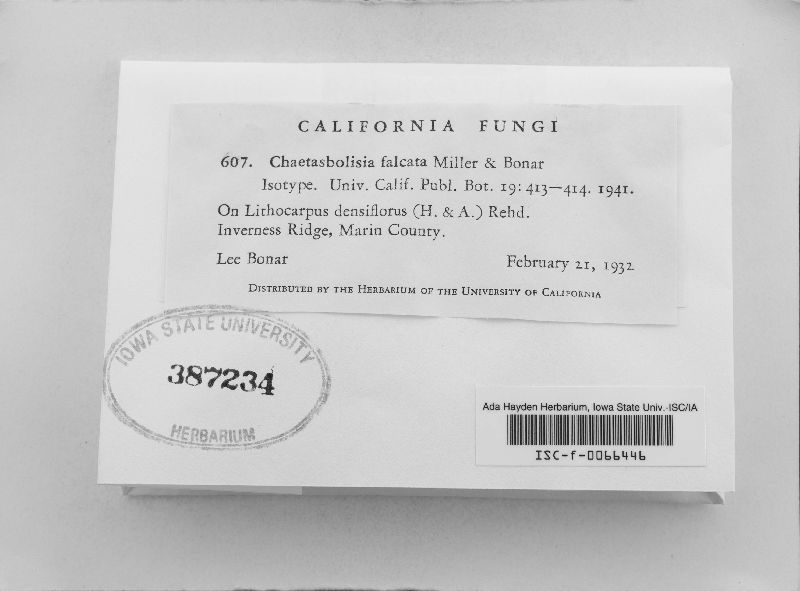 CALIFORNIA FUNGI
607. Chaetasbolisia falcata Miller & Bonar
Isotype. Univ. Calif. Publ. Bot. 19: 413—414. 1941.
On Lithocarpus densiflorus (H. & A.) Rehd.
Inverness Ridge, Marin County.
Lee Bonar February 21, 1932
DISTRIBUTED BY THE HERBARIUM OF THE UNIVERSITY OF CALIFORNIA
IOWA STATE UNIVERSITY
387234
HERBARIUM
Ada Hayden Herbarium, Iowa State Univ.-ISC/IA
ISC-f-0066446